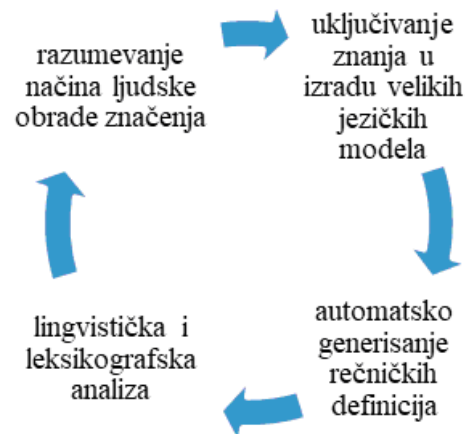 razumevanje
načina ljudske
obrade značenja
uključivanje
znanja u
izradu velikih
jezičkih
modela
automatsko
generisanje
rečničkih
definicija
lingvistička i
leksikografska
analiza